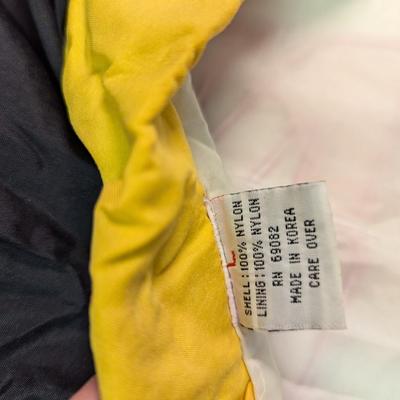 SHELL: 100% NYLON
LINING: 100% NYLON
RN 69082
MADE IN KOREA
CARE OVER